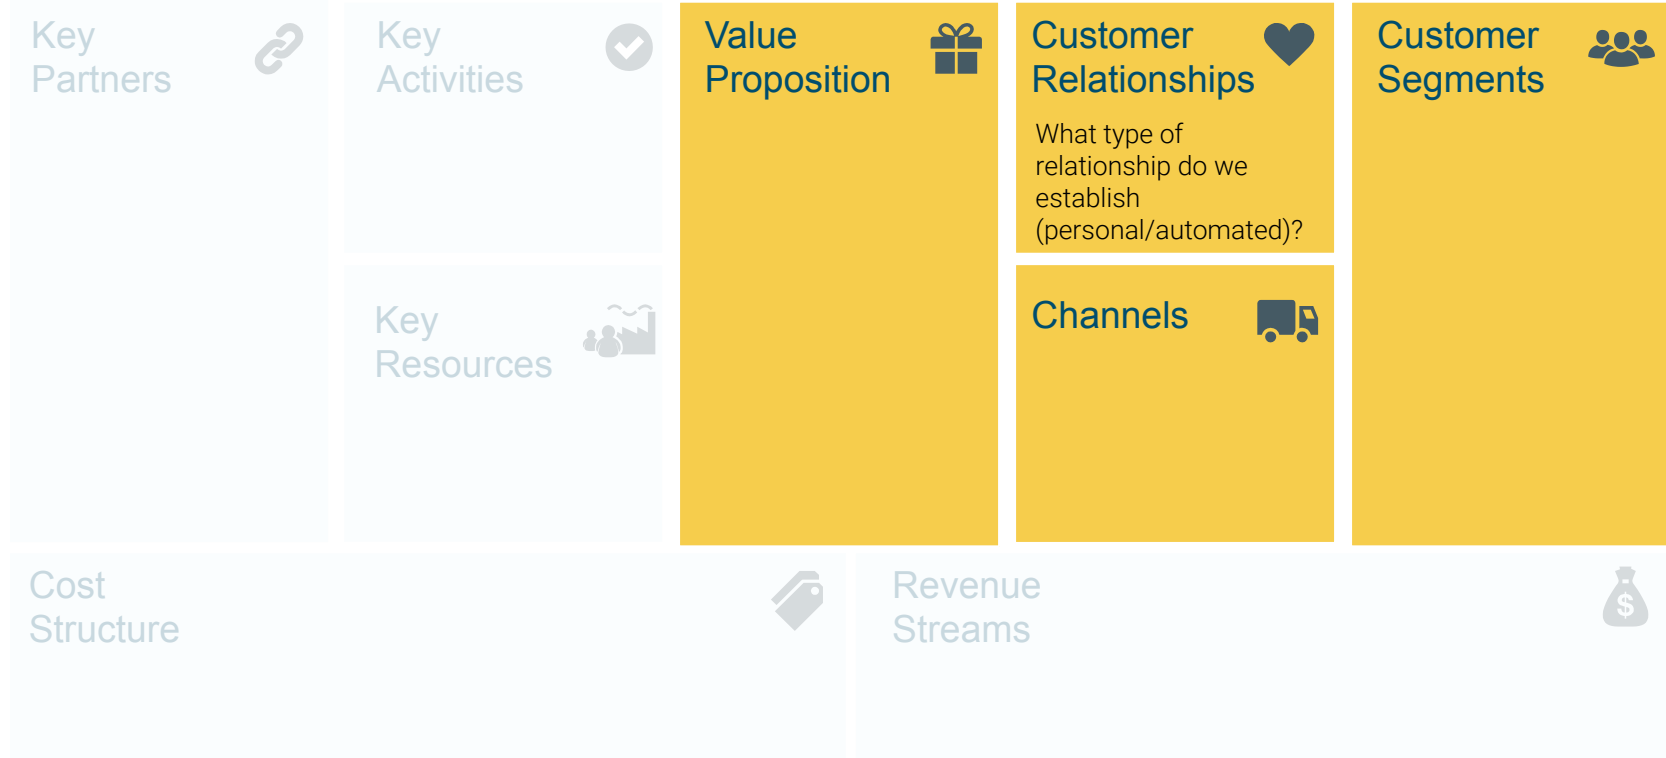 Key
Partners
Key
Activities
Key
Resources
Value
Proposition
Customer
Relationships
What type of
relationship do we
establish
(personal/automated)?
Channels
Customer
Segments
Cost
Structure
Revenue
Streams
$